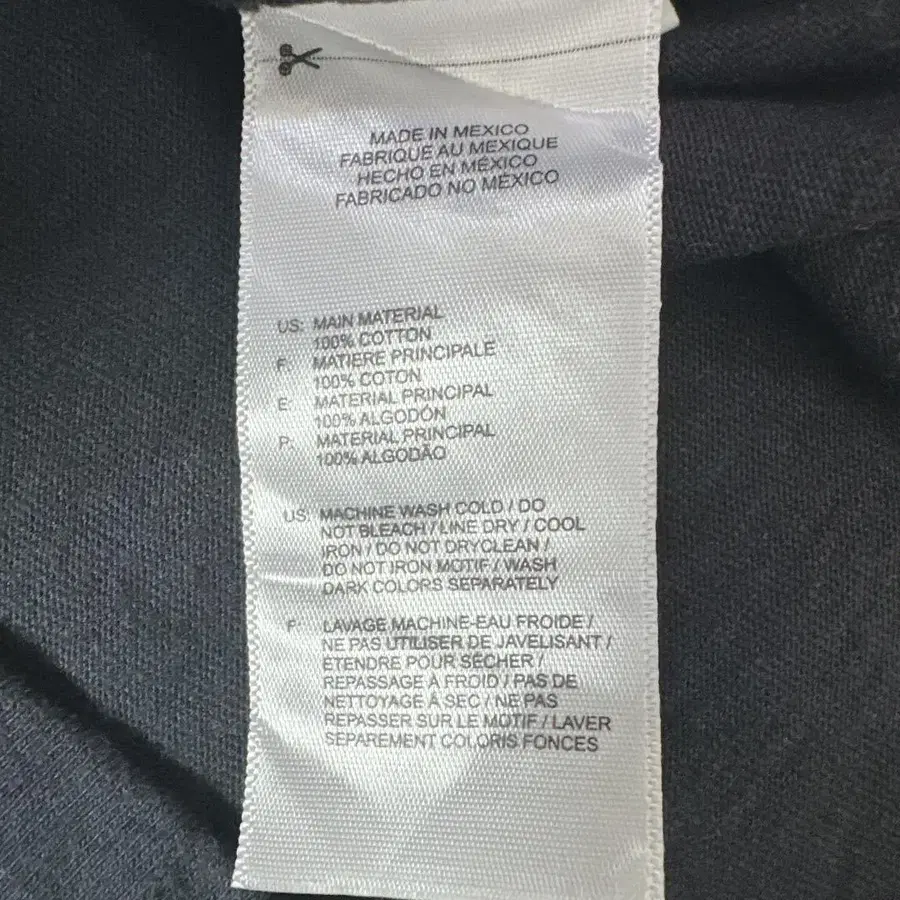 MADE IN MEXICO
FABRIQUE AU MEXIQUE
HECHO EN MÉXICO
FABRICADO NO MÉXICO
US: MAIN MATERIAL
100% COTTON
F: MATIERE PRINCIPALE
100% COTON
E: MATERIAL PRINCIPAL
100% ALGODÓN
P: MATERIAL PRINCIPAL
100% ALGODÃO
US: MACHINE WASH COLD / DO
NOT BLEACH / LINE DRY / COOL
IRON / DO NOT DRYCLEAN /
DO NOT IRON MOTIF / WASH
DARK COLORS SEPARATELY
F: LAVAGE MACHINE-EAU FROIDE /
NE PAS UTILISER DE JAVELISANT /
ETENDRE POUR SÉCHER /
REPASSAGE À FROID / PAS DE
NETTOYAGE À SEC / NE PAS
REPASSER SUR LE MOTIF / LAVER
SEPAREMENT COLORIS FONCES